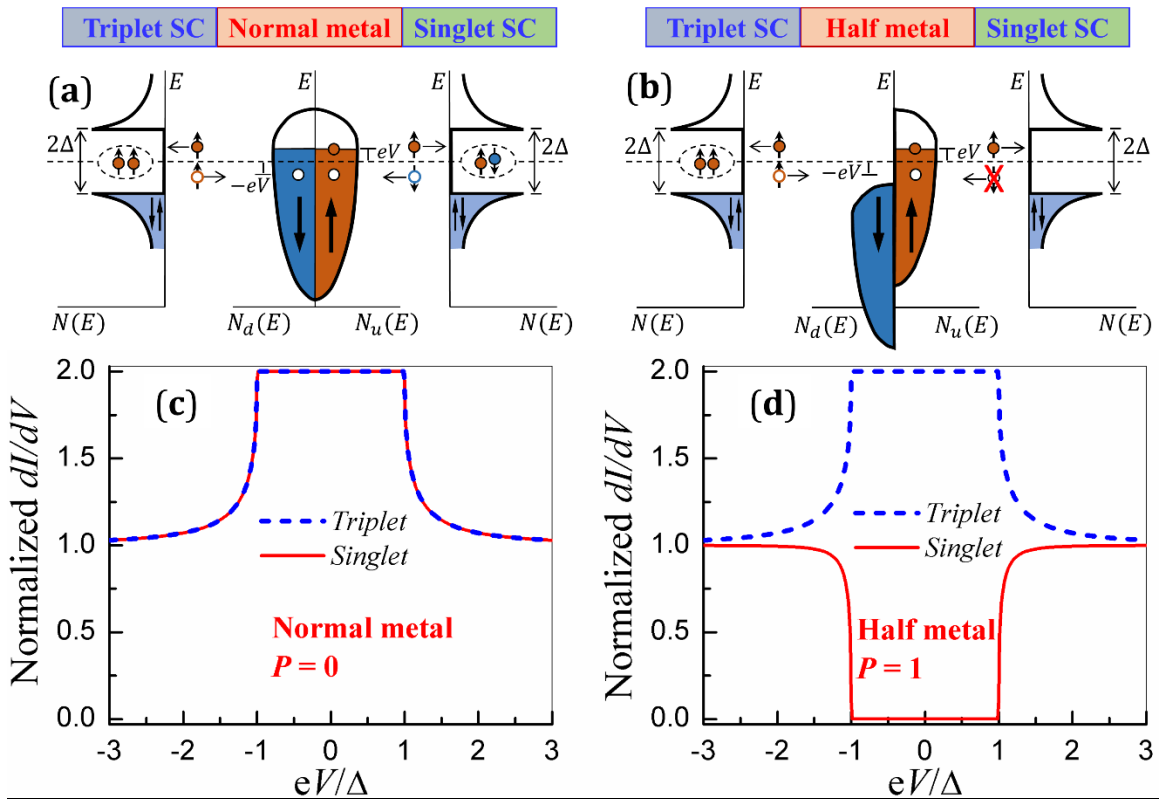 Triplet SC Normal metal Singlet SC
Triplet SC Half metal Singlet SC
(a)
E
E
E
2Δ
eV
−eV
2Δ
N(E)
N_d(E)
N_u(E)
N(E)
(b)
E
E
E
2Δ
eV
−eV
X
2Δ
N(E)
N_d(E)
N_u(E)
N(E)
(c)
Normalized dI/dV
2.0
1.5
1.0
0.5
0.0
Triplet
Singlet
Normal metal
P = 0
-3 -2 -1 0 1 2 3
eV/Δ
(d)
Normalized dI/dV
2.0
1.5
1.0
0.5
0.0
Triplet
Singlet
Half metal
P = 1
-3 -2 -1 0 1 2 3
eV/Δ